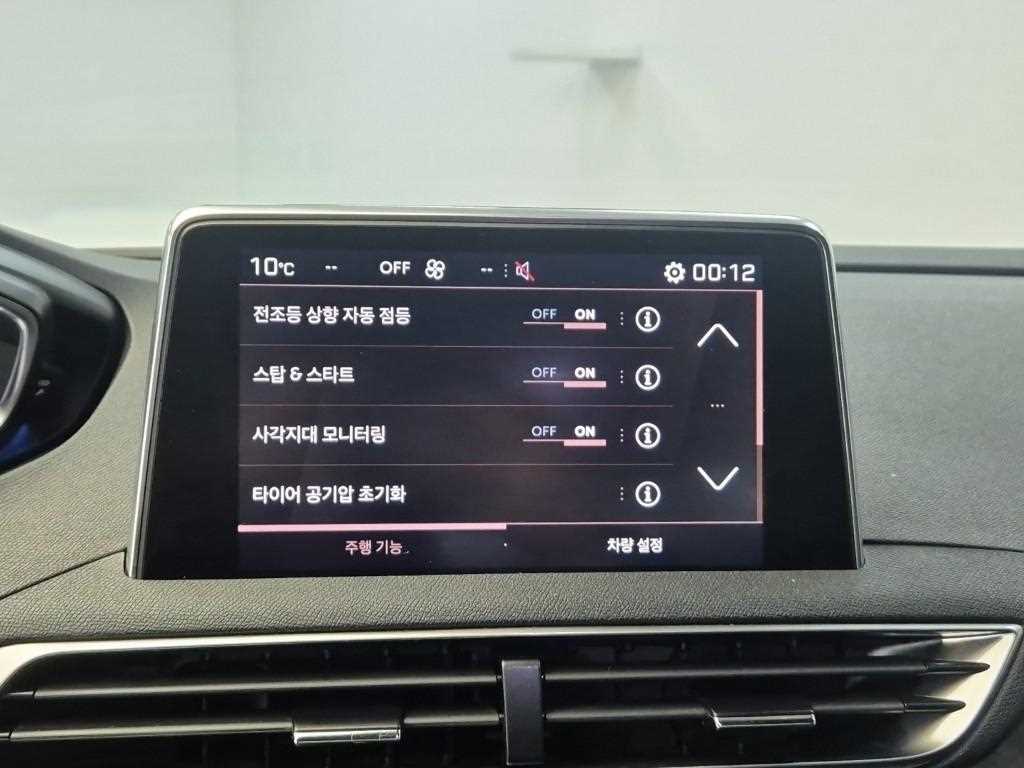 10°C -- OFF -- 00:12
전조등 상향 자동 점등 OFF ON
스탑 & 스타트 OFF ON
사각지대 모니터링 OFF ON
타이어 공기압 초기화
주행 기능 차량 설정